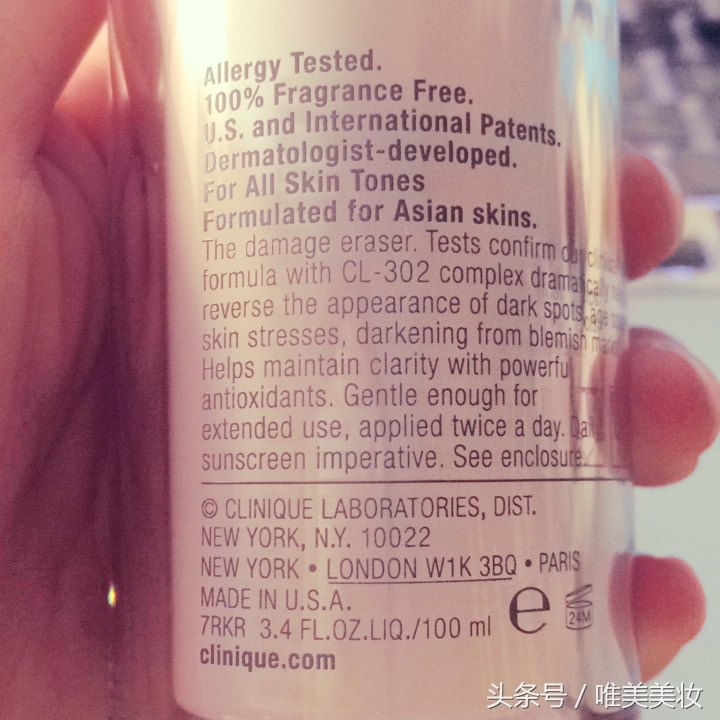 Allergy Tested.
100% Fragrance Free.
U.S. and International Patents.
Dermatologist-developed.
For All Skin Tones
Formulated for Asian skins.
The damage eraser. Tests confirm our
formula with CL-302 complex dramatically
reverse the appearance of dark spots, age
skin stresses, darkening from blemish
Helps maintain clarity with powerful
antioxidants. Gentle enough for
extended use, applied twice a day. Daily
sunscreen imperative. See enclosure.
© CLINIQUE LABORATORIES, DIST.
NEW YORK, N.Y. 10022
NEW YORK • LONDON W1K 3BQ • PARIS
MADE IN U.S.A.
7RKR 3.4 FL.OZ.LIQ./100 ml e 24M
clinique.com
头条号 / 唯美美妆